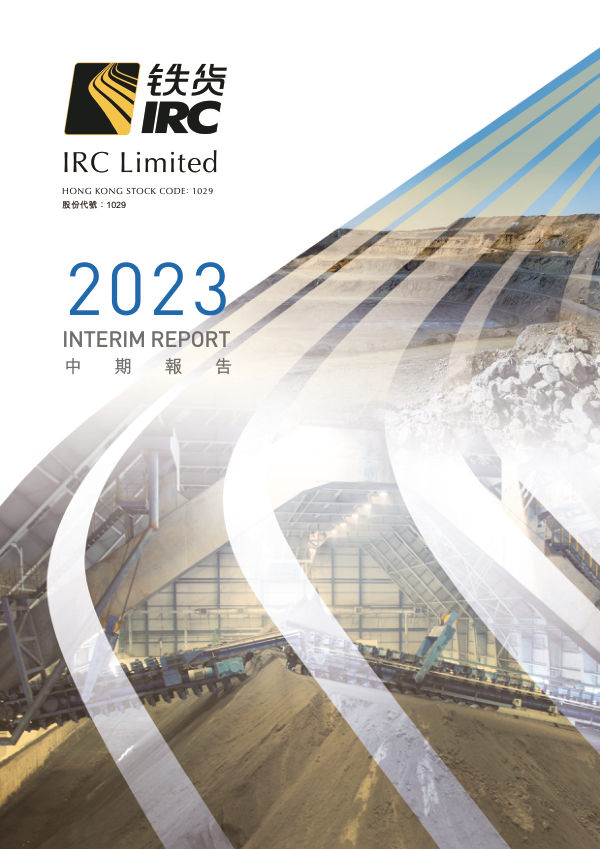 铁货
IRC
IRC Limited
HONG KONG STOCK CODE: 1029
股份代號：1029
2023
INTERIM REPORT
中期報告